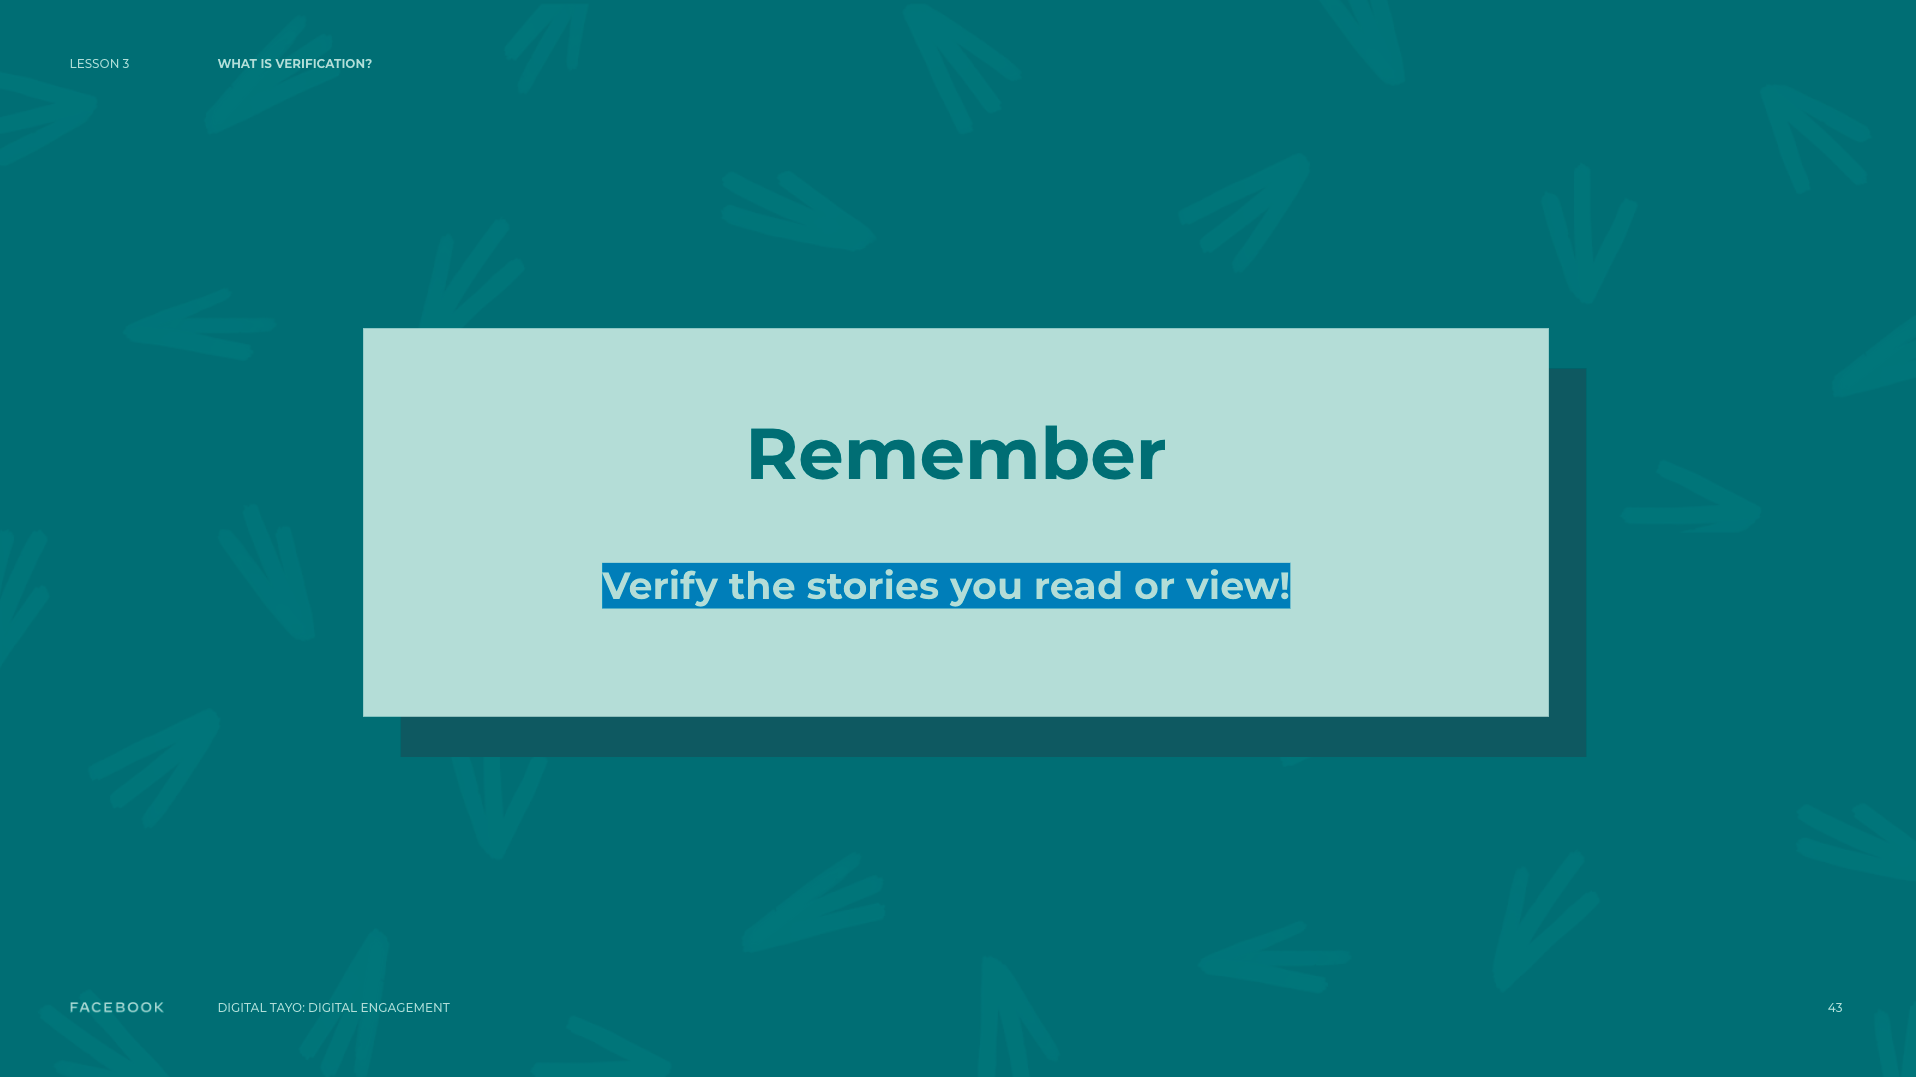 LESSON 3
WHAT IS VERIFICATION?
Remember
Verify the stories you read or view!
FACEBOOK
DIGITAL TAYO: DIGITAL ENGAGEMENT
43